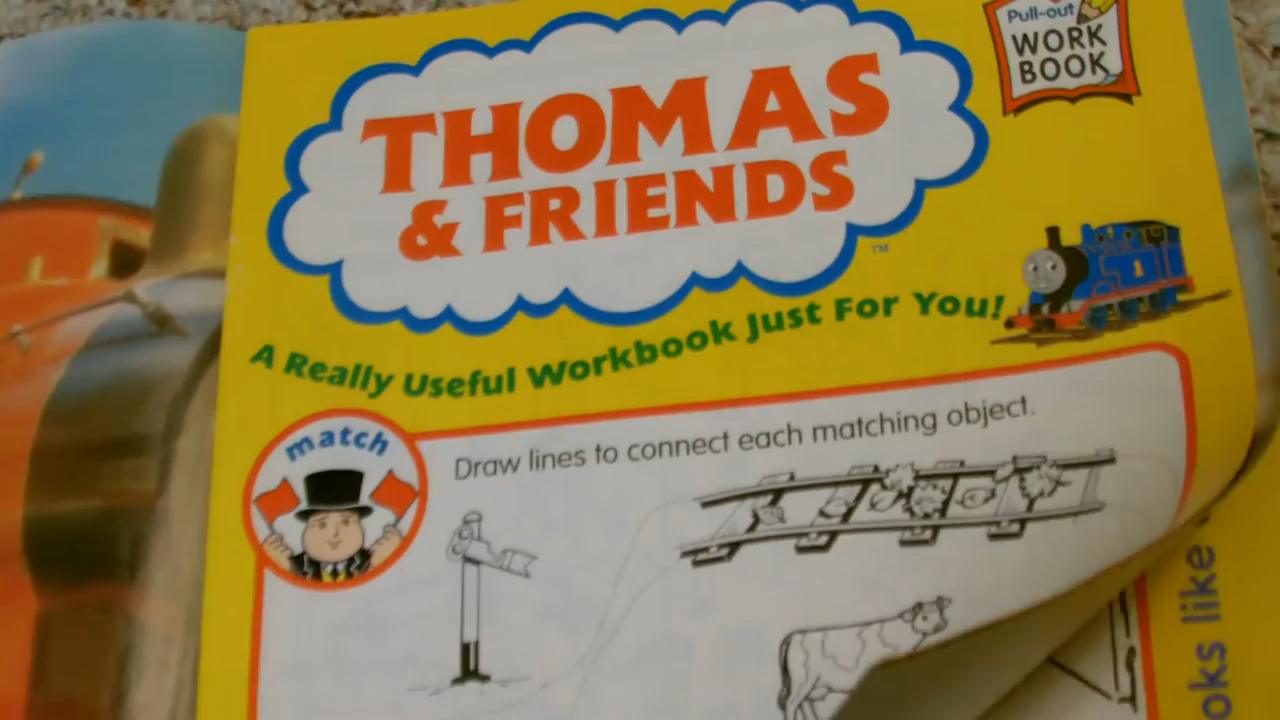 Pull-out
WORK
BOOK
THOMAS
& FRIENDS
™
A Really Useful Workbook Just For You!
match
Draw lines to connect each matching object.
1
like